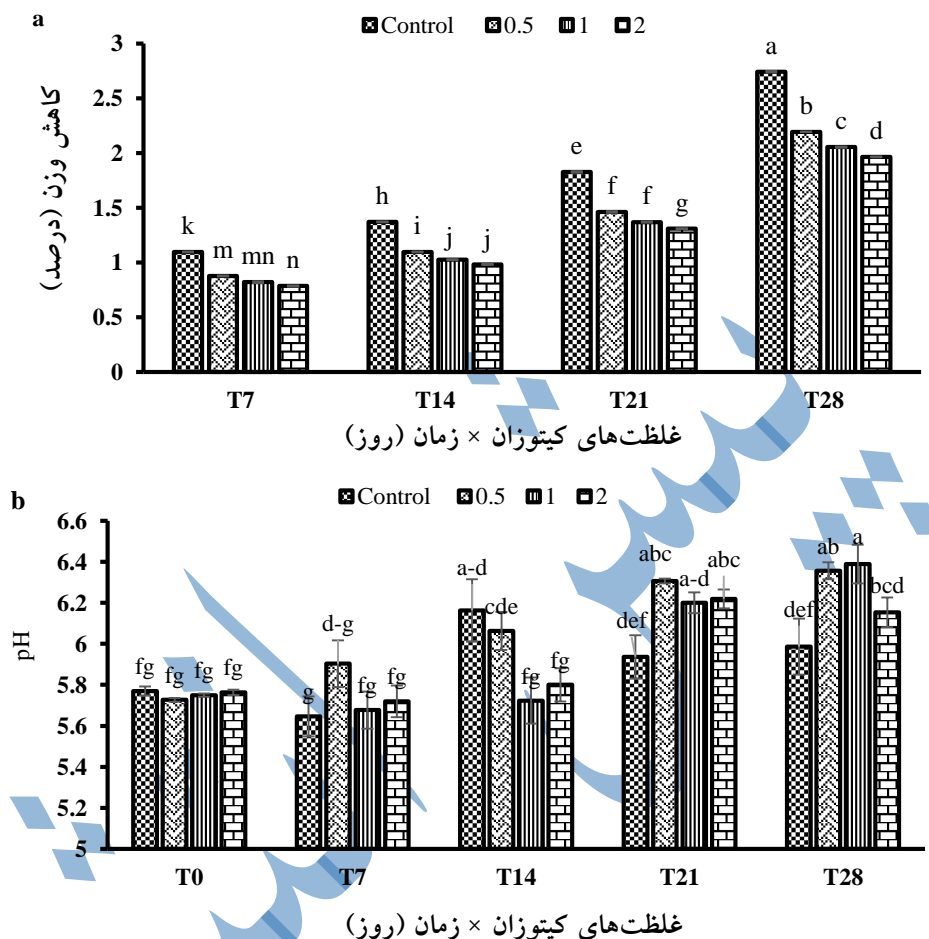 a
Control 0.5 1 2
3
2.5
2
1.5
1
0.5
0
کاهش وزن (درصد)
k m mn n h i j j e f f g a b c d
T7 T14 T21 T28
غلظت‌های کیتوزان × زمان (روز)
b
Control 0.5 1 2
6.6
6.4
6.2
6
5.8
5.6
5.4
5.2
5
pH
fg fg fg fg g d-g fg fg a-d cde fg fg def abc a-d abc def ab a bcd
T0 T7 T14 T21 T28
غلظت‌های کیتوزان × زمان (روز)